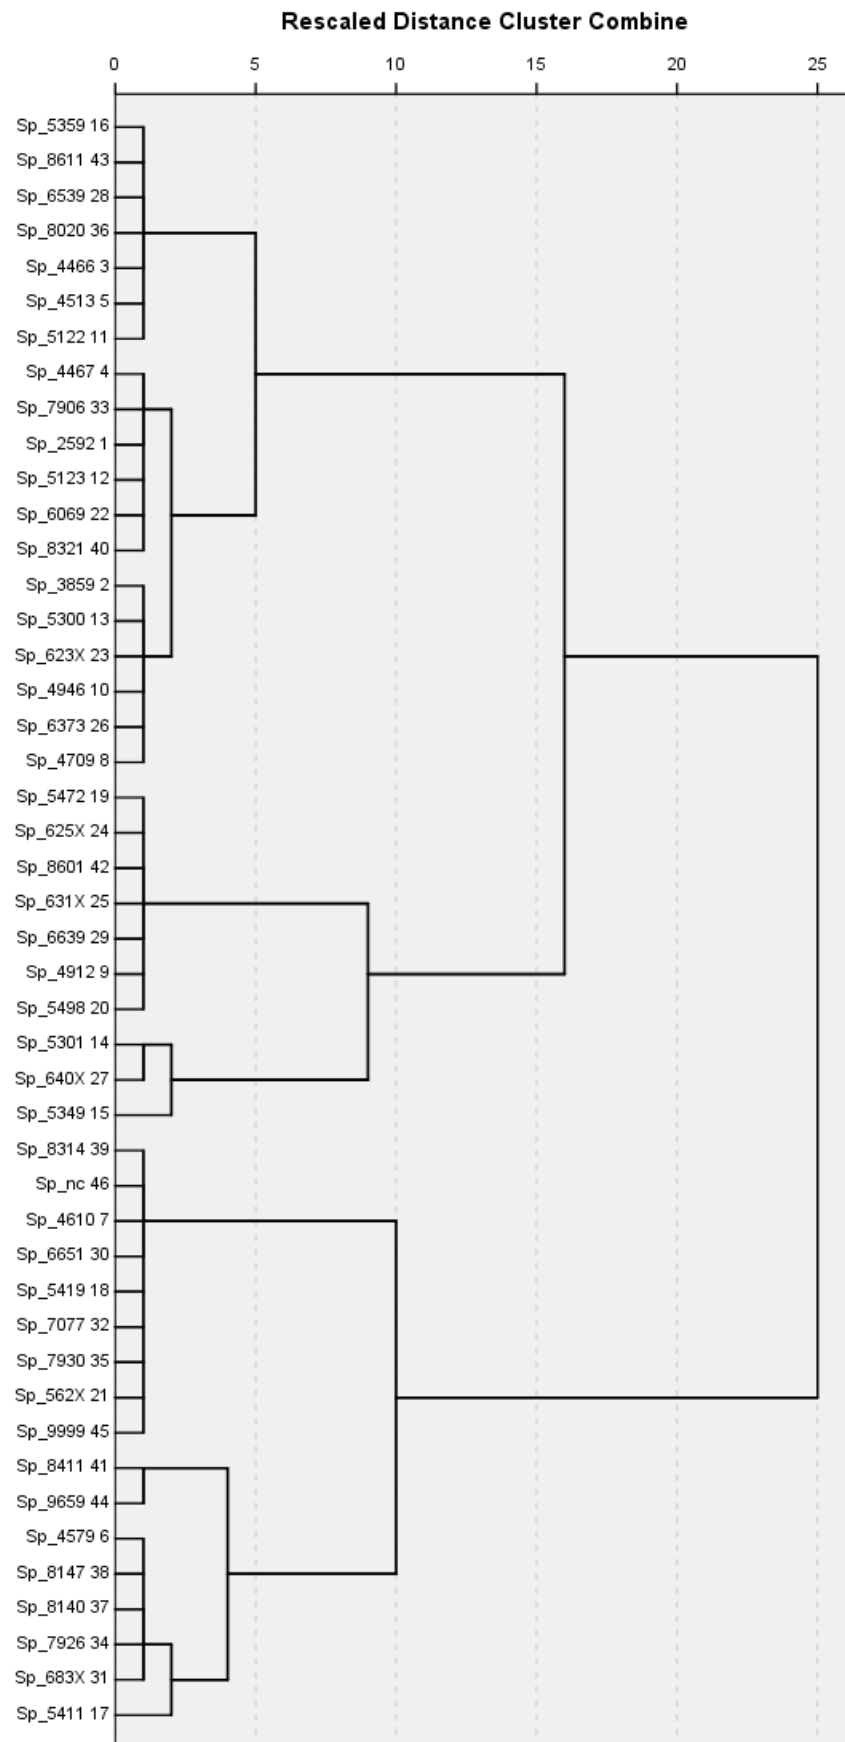 Rescaled Distance Cluster Combine
0 5 10 15 20 25
Sp_5359 16
Sp_8611 43
Sp_6539 28
Sp_8020 36
Sp_4466 3
Sp_4513 5
Sp_5122 11
Sp_4467 4
Sp_7906 33
Sp_2592 1
Sp_5123 12
Sp_6069 22
Sp_8321 40
Sp_3859 2
Sp_5300 13
Sp_623X 23
Sp_4946 10
Sp_6373 26
Sp_4709 8
Sp_5472 19
Sp_625X 24
Sp_8601 42
Sp_631X 25
Sp_6639 29
Sp_4912 9
Sp_5498 20
Sp_5301 14
Sp_640X 27
Sp_5349 15
Sp_8314 39
Sp_nc 46
Sp_4610 7
Sp_6651 30
Sp_5419 18
Sp_7077 32
Sp_7930 35
Sp_562X 21
Sp_9999 45
Sp_8411 41
Sp_9659 44
Sp_4579 6
Sp_8147 38
Sp_8140 37
Sp_7926 34
Sp_683X 31
Sp_5411 17